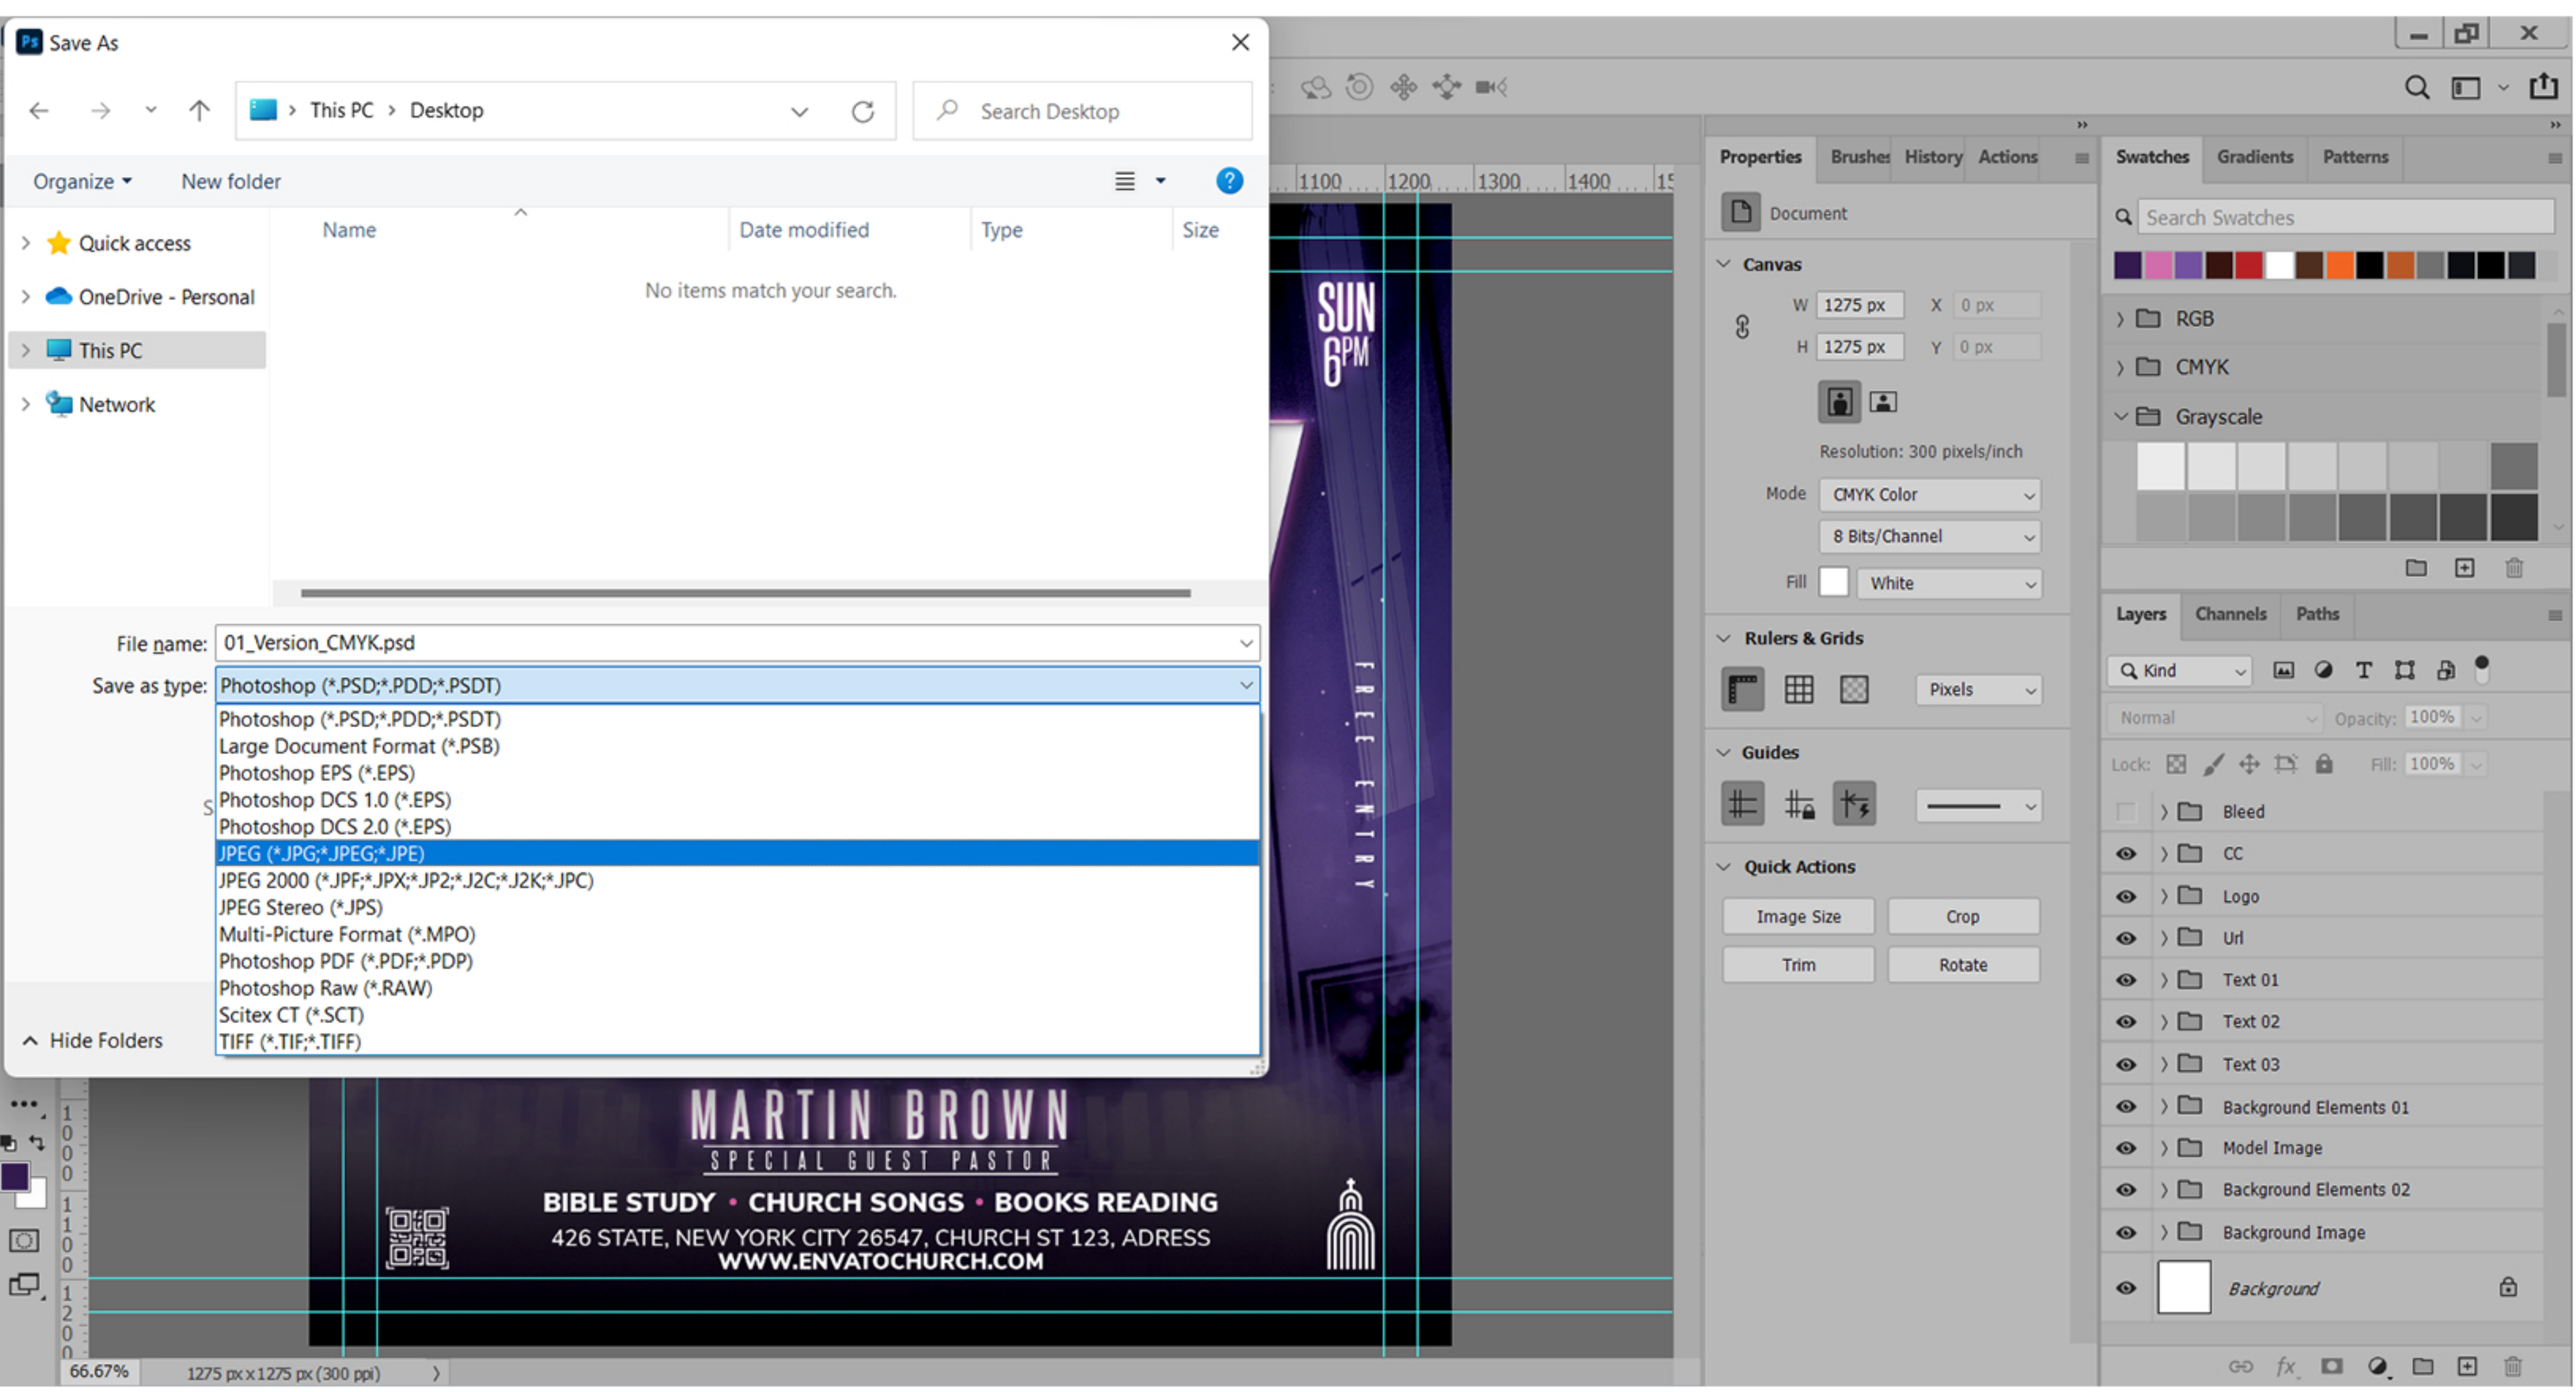 Ps Save As
This PC > Desktop
Search Desktop
Organize
New folder
?
Name
Date modified
Type
Size
No items match your search.
Quick access
OneDrive - Personal
This PC
Network
File name: 01_Version_CMYK.psd
Save as type: Photoshop (*.PSD;*.PDD;*.PSDT)
Photoshop (*.PSD;*.PDD;*.PSDT)
Large Document Format (*.PSB)
Photoshop EPS (*.EPS)
Photoshop DCS 1.0 (*.EPS)
S
Photoshop DCS 2.0 (*.EPS)
JPEG (*.JPG;*.JPEG;*.JPE)
JPEG 2000 (*.JPF;*.JPX;*.JP2;*.J2C;*.J2K;*.JPC)
JPEG Stereo (*.JPS)
Multi-Picture Format (*.MPO)
Photoshop PDF (*.PDF;*.PDP)
Photoshop Raw (*.RAW)
Scitex CT (*.SCT)
TIFF (*.TIF;*.TIFF)
Hide Folders
1100 1200 1300 1400 15
SUN
6PM
FREE ENTRY
MARTIN BROWN
SPECIAL GUEST PASTOR
BIBLE STUDY • CHURCH SONGS • BOOKS READING
426 STATE, NEW YORK CITY 26547, CHURCH ST 123, ADRESS
WWW.ENVATOCHURCH.COM
1000
1100
1200
66.67%
1275 px x 1275 px (300 ppi)
Properties Brushes History Actions
Document
Canvas
W 1275 px X 0 px
H 1275 px Y 0 px
Resolution: 300 pixels/inch
Mode CMYK Color
8 Bits/Channel
Fill White
Rulers & Grids
Pixels
Guides
Quick Actions
Image Size Crop
Trim Rotate
Swatches Gradients Patterns
Search Swatches
RGB
CMYK
Grayscale
Layers Channels Paths
Kind
Normal Opacity: 100%
Lock: Fill: 100%
Bleed
CC
Logo
Url
Text 01
Text 02
Text 03
Background Elements 01
Model Image
Background Elements 02
Background Image
Background
fx